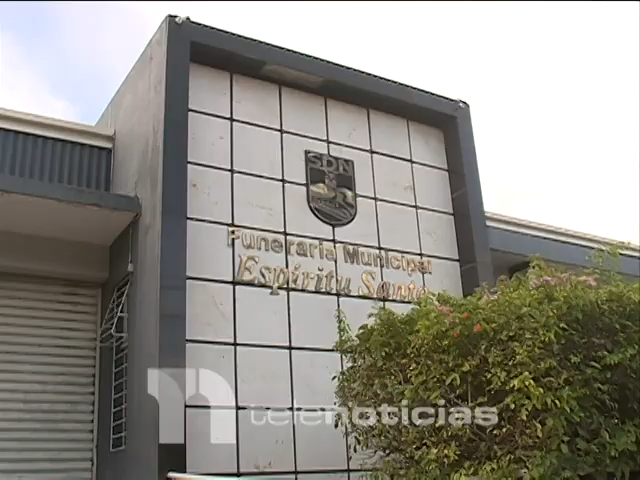 SDN
Funeraria Municipal
Espíritu Santo
n telenoticias